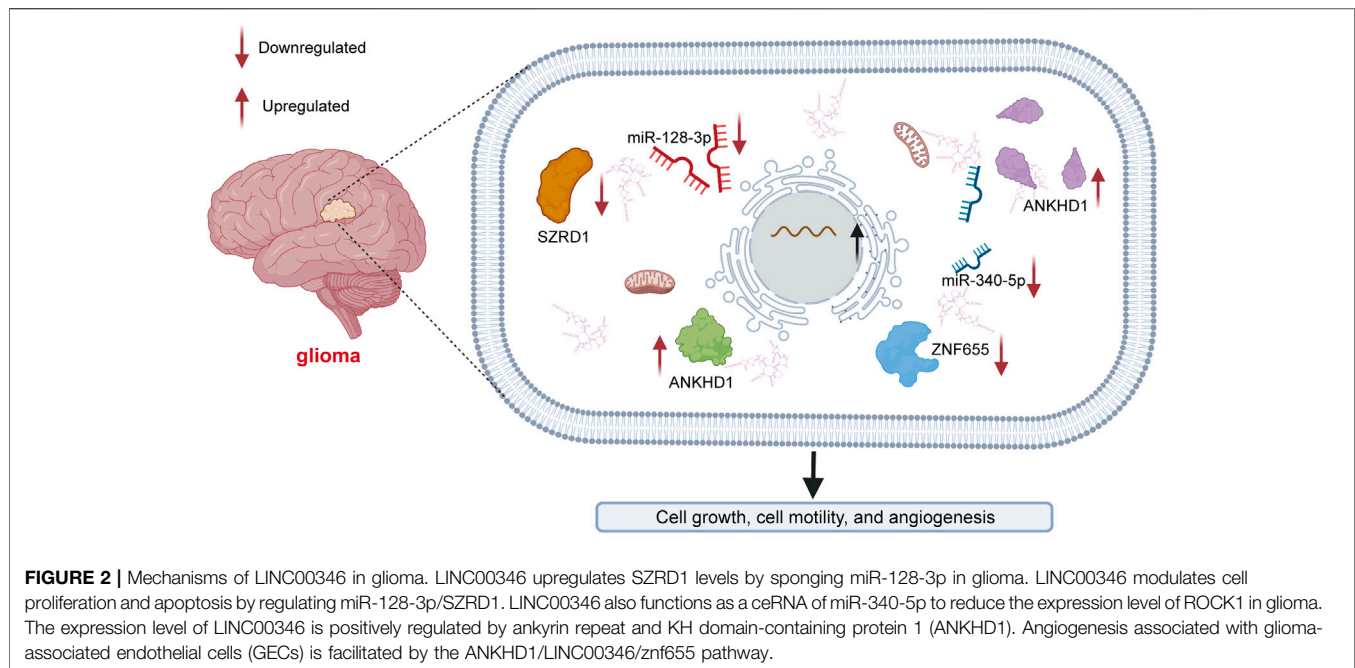 Downregulated
Upregulated
miR-128-3p
SZRD1
ANKHD1
miR-340-5p
ZNF655
ANKHD1
glioma
Cell growth, cell motility, and angiogenesis
FIGURE 2 | Mechanisms of LINC00346 in glioma. LINC00346 upregulates SZRD1 levels by sponging miR-128-3p in glioma. LINC00346 modulates cell
proliferation and apoptosis by regulating miR-128-3p/SZRD1. LINC00346 also functions as a ceRNA of miR-340-5p to reduce the expression level of ROCK1 in glioma.
The expression level of LINC00346 is positively regulated by ankyrin repeat and KH domain-containing protein 1 (ANKHD1). Angiogenesis associated with glioma-
associated endothelial cells (GECs) is facilitated by the ANKHD1/LINC00346/znf655 pathway.